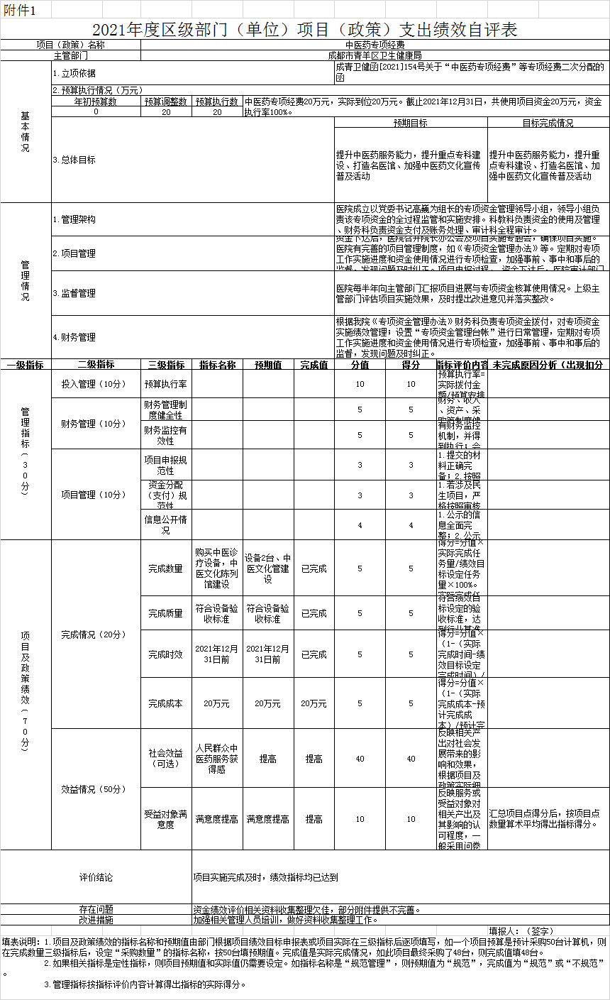 附件1
2021年度区级部门（单位）项目（政策）支出绩效自评表
项目（政策）名称 中医药专项经费
主管部门 成都市青羊区卫生健康局
基本情况
1.立项依据
成青卫健函[2021]154号关于“中医药专项经费”等专项经费二次分配的
函
2.预算执行情况（万元）
年初预算数 预算调整数 预算执行数
0 20 20
中医药专项经费20万元，实际到位20万元。截止2021年12月31日，共使用项目资金20万元，资金
执行率100%。
3.总体目标
预期目标 目标完成情况
提升中医药服务能力，提升重点专科建
设、打造名医馆、加强中医药文化宣传
普及活动
提升中医药服务能力，提升重
点专科建设、打造名医馆、加
强中医药文化宣传普及活动
管理情况
1.管理架构
医院成立以党委书记高巍为组长的专项资金管理领导小组，领导小组负
责该专项资金的全过程监管和实施安排。科教科负责资金的使用及管理
、财务科负责资金支付及账务处理、审计科全程审计。
2.项目管理
资金下达后，医院召开院长办公会及项目实施专题会，确保项目实施。
医院有完善的项目管理制度，如《专项资金管理办法》等。定期对专项
工作实施进度和资金使用情况进行专项检查，加强事前、事中和事后的
监督，发现问题及时纠正。项目申报过程、资金下达后，医院审计部门
3.监督管理
医院每半年向主管部门汇报项目进展与专项资金核算使用情况。上级主
管部门评估项目实施效果，及时提出改进意见并落实整改。
4.财务管理
根据我院《专项资金管理办法》财务科负责专项资金拨付，对专项资金
实施绩效管理；设置“专项资金管理台帐”进行日常管理，定期对专项
工作实施进度和资金使用情况进行专项检查，加强事前、事中和事后的
监督，发现问题及时纠正。
一级指标 二级指标 三级指标 指标名称 预期值 完成值 分值 得分 指标评价内容 未完成原因分析（出现扣分
管理指标（30分）
投入管理（10分） 预算执行率 10 10
预算执行率=
实际拨付金
额/预算安排
财务管理（10分）
财务管理制
度健全性
5 5
财务、收入
、资产、采
购等制度健
财务监控有
效性
5 5
有财务监控
机制，并得
到执行；会
项目管理（10分）
项目申报规
范性
3 3
1.提交的材
料正确完
备；2.按照
资金分配
（支付）规
范性
3 3
1.若涉及民
生项目，严
格按照审核
信息公开情
况
4 4
1.公示的信
息全面完
整；2.公示
项目及政策绩效（70分）
完成情况（20分）
完成数量
购买中医诊
疗设备，中
医文化陈列
馆建设
设备2台、中
医文化管建
设
已完成 5 5
得分=分值×
实际完成任
务量/绩效目
标设定任务
量×100%。
实际完成任
完成质量
符合设备验
收标准
符合设备验
收标准
已完成 5 5
符合绩效目
标设定的验
收标准，达
到行业基准
完成时效
2021年12月
31日前
2021年12月
31日前
已完成 5 5
得分=分值×
（1-（实际
完成时间-绩
效目标设定
完成时间）/
完成成本 20万元 20万元 20万元 5 5
得分=分值×
（1-（实际
完成成本-预
计完成成
本）/预计完
效益情况（50分）
社会效益
（可选）
人民群众中
医药服务获
得感
提高 提高 40 40
反映相关产
出对社会发
展带来的影
响和效果，
根据项目及
政策实际细
受益对象满
意度
满意度提高 满意度提高 提高 10 10
反映服务或
受益对象对
相关产出及
其影响的认
可程度，一
般采用问卷
汇总项目点得分后，按项目点
数量算术平均得出指标得分。
评价结论 项目实施完成及时，绩效指标均已达到
存在问题 资金绩效评价相关资料收集整理欠佳，部分附件提供不完善。
改进措施 加强相关管理人员培训，做好资料收集整理工作。
填报人：（签字）
填表说明：1.项目及政策绩效的指标名称和预期值由部门根据项目绩效目标申报表或项目实际在三级指标后逐项填写，如一个项目预算是预计采购50台计算机，则
在完成数量三级指标后，设定“采购数量”的指标名称，按50台填预期值。完成值是实际完成情况，如此项目最终采购了48台，则完成值填48台。
2.如果相关指标是定性指标，则项目预期值和实际值仍需要设定。如指标名称是“规范管理”，则预期值为“规范”，完成值为“规范”或“不规范”
。
3.管理指标按指标评价内容计算得出指标的实际得分。